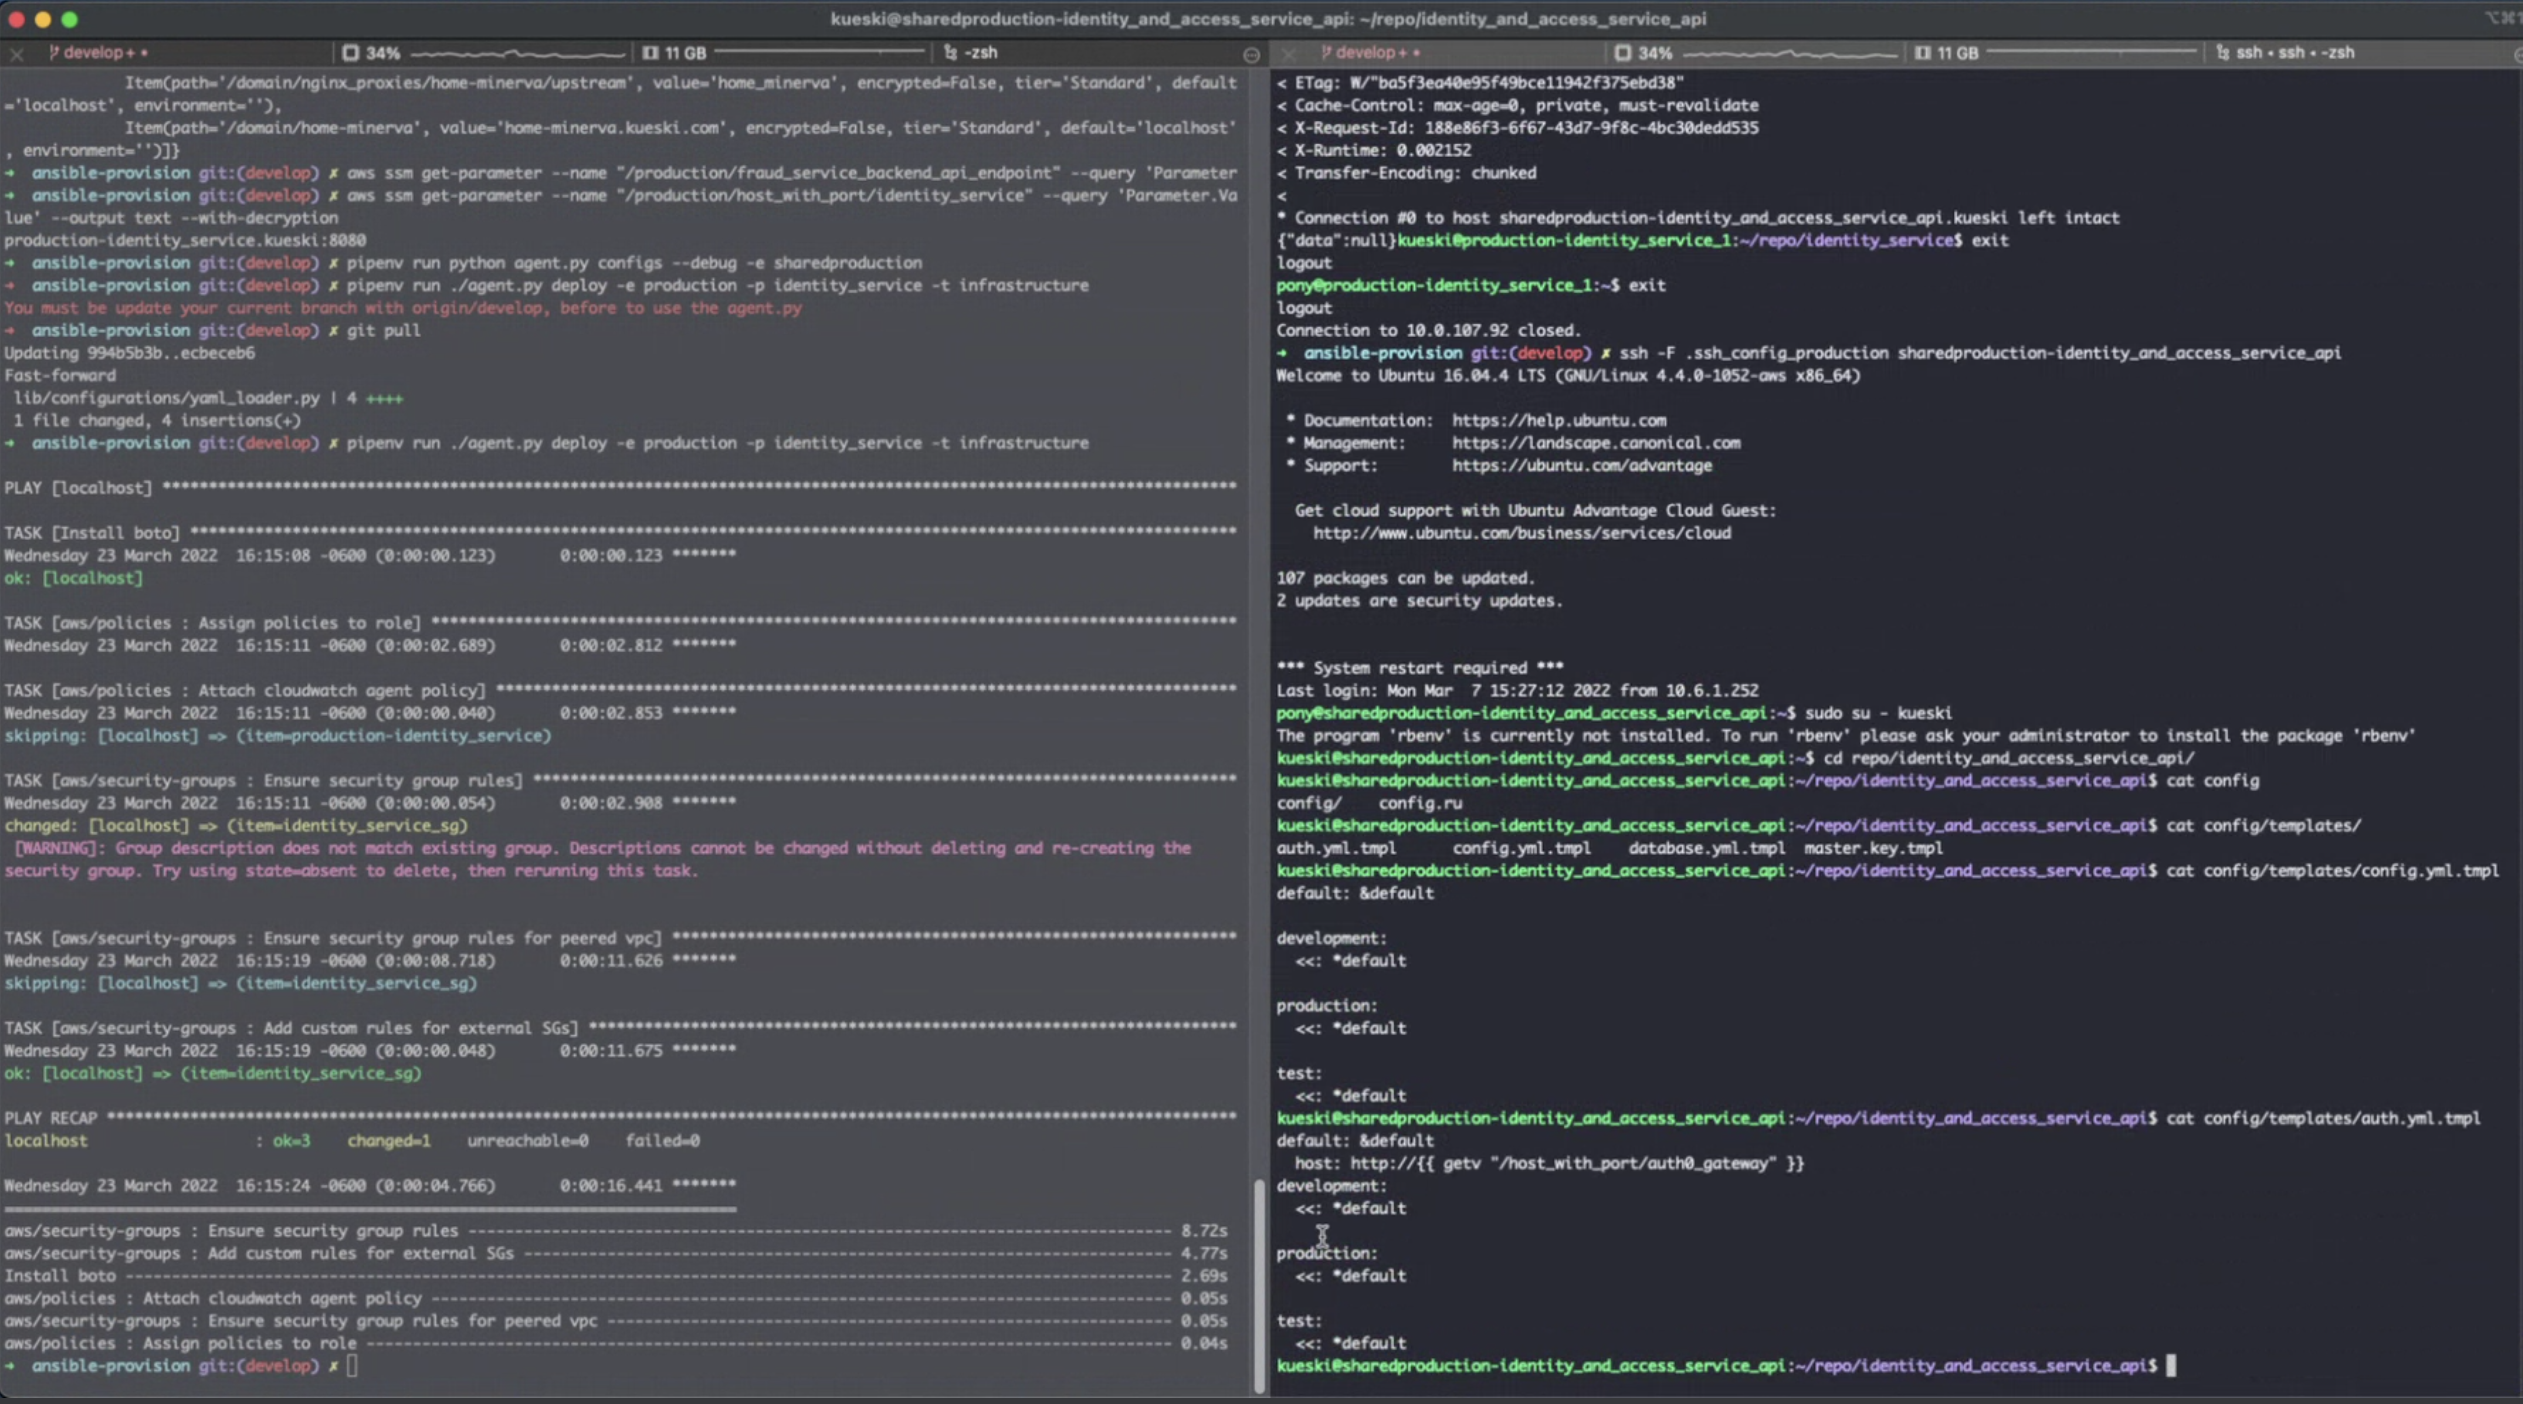 kueski@sharedproduction-identity_and_access_service_api: ~/repo/identity_and_access_service_api
develop+ • 34% 11 GB -zsh
Item(path='/domain/nginx_proxies/home-minerva/upstream', value='home_minerva', encrypted=False, tier='Standard', default
='localhost', environment=''),
Item(path='/domain/home-minerva', value='home-minerva.kueski.com', encrypted=False, tier='Standard', default='localhost'
, environment='')]}
→ ansible-provision git:(develop) ✗ aws ssm get-parameter --name "/production/fraud_service_backend_api_endpoint" --query 'Parameter
→ ansible-provision git:(develop) ✗ aws ssm get-parameter --name "/production/host_with_port/identity_service" --query 'Parameter.Va
lue' --output text --with-decryption
production-identity_service.kueski:8080
→ ansible-provision git:(develop) ✗ pipenv run python agent.py configs --debug -e sharedproduction
→ ansible-provision git:(develop) ✗ pipenv run ./agent.py deploy -e production -p identity_service -t infrastructure
You must be update your current branch with origin/develop, before to use the agent.py
→ ansible-provision git:(develop) ✗ git pull
Updating 994b5b3b..ecbeceb6
Fast-forward
lib/configurations/yaml_loader.py | 4 ++++
1 file changed, 4 insertions(+)
→ ansible-provision git:(develop) ✗ pipenv run ./agent.py deploy -e production -p identity_service -t infrastructure
PLAY [localhost] ********************
TASK [Install boto] ********************
Wednesday 23 March 2022 16:15:08 -0600 (0:00:00.123) 0:00:00.123 *******
ok: [localhost]
TASK [aws/policies : Assign policies to role] ********************
Wednesday 23 March 2022 16:15:11 -0600 (0:00:02.689) 0:00:02.812 *******
TASK [aws/policies : Attach cloudwatch agent policy] ********************
Wednesday 23 March 2022 16:15:11 -0600 (0:00:00.040) 0:00:02.853 *******
skipping: [localhost] => (item=production-identity_service)
TASK [aws/security-groups : Ensure security group rules] ********************
Wednesday 23 March 2022 16:15:11 -0600 (0:00:00.054) 0:00:02.908 *******
changed: [localhost] => (item=identity_service_sg)
[WARNING]: Group description does not match existing group. Descriptions cannot be changed without deleting and re-creating the
security group. Try using state=absent to delete, then rerunning this task.
TASK [aws/security-groups : Ensure security group rules for peered vpc] ********************
Wednesday 23 March 2022 16:15:19 -0600 (0:00:08.718) 0:00:11.626 *******
skipping: [localhost] => (item=identity_service_sg)
TASK [aws/security-groups : Add custom rules for external SGs] ********************
Wednesday 23 March 2022 16:15:19 -0600 (0:00:00.048) 0:00:11.675 *******
ok: [localhost] => (item=identity_service_sg)
PLAY RECAP ********************
localhost : ok=3 changed=1 unreachable=0 failed=0
Wednesday 23 March 2022 16:15:24 -0600 (0:00:04.766) 0:00:16.441 *******
====================
aws/security-groups : Ensure security group rules -------------------- 8.72s
aws/security-groups : Add custom rules for external SGs -------------------- 4.77s
Install boto -------------------- 2.69s
aws/policies : Attach cloudwatch agent policy -------------------- 0.05s
aws/security-groups : Ensure security group rules for peered vpc -------------------- 0.05s
aws/policies : Assign policies to role -------------------- 0.04s
→ ansible-provision git:(develop) ✗
develop+ • 34% 11 GB ssh • ssh • -zsh
< ETag: W/"ba5f3ea40e95f49bce11942f375ebd38"
< Cache-Control: max-age=0, private, must-revalidate
< X-Request-Id: 188e86f3-6f67-43d7-9f8c-4bc30dedd535
< X-Runtime: 0.002152
< Transfer-Encoding: chunked
<
* Connection #0 to host sharedproduction-identity_and_access_service_api.kueski left intact
{"data":null}kueski@production-identity_service_1:~/repo/identity_service$ exit
logout
pony@production-identity_service_1:~$ exit
logout
Connection to 10.0.107.92 closed.
→ ansible-provision git:(develop) ✗ ssh -F .ssh_config_production sharedproduction-identity_and_access_service_api
Welcome to Ubuntu 16.04.4 LTS (GNU/Linux 4.4.0-1052-aws x86_64)
* Documentation: https://help.ubuntu.com
* Management: https://landscape.canonical.com
* Support: https://ubuntu.com/advantage
Get cloud support with Ubuntu Advantage Cloud Guest:
http://www.ubuntu.com/business/services/cloud
107 packages can be updated.
2 updates are security updates.
*** System restart required ***
Last login: Mon Mar 7 15:27:12 2022 from 10.6.1.252
pony@sharedproduction-identity_and_access_service_api:~$ sudo su - kueski
The program 'rbenv' is currently not installed. To run 'rbenv' please ask your administrator to install the package 'rbenv'
kueski@sharedproduction-identity_and_access_service_api:~$ cd repo/identity_and_access_service_api/
kueski@sharedproduction-identity_and_access_service_api:~/repo/identity_and_access_service_api$ cat config
config/ config.ru
kueski@sharedproduction-identity_and_access_service_api:~/repo/identity_and_access_service_api$ cat config/templates/
auth.yml.tmpl config.yml.tmpl database.yml.tmpl master.key.tmpl
kueski@sharedproduction-identity_and_access_service_api:~/repo/identity_and_access_service_api$ cat config/templates/config.yml.tmpl
default: &default
development:
<<: *default
production:
<<: *default
test:
<<: *default
kueski@sharedproduction-identity_and_access_service_api:~/repo/identity_and_access_service_api$ cat config/templates/auth.yml.tmpl
default: &default
host: http://{{ getv "/host_with_port/auth0_gateway" }}
development:
<<: *default
production:
<<: *default
test:
<<: *default
kueski@sharedproduction-identity_and_access_service_api:~/repo/identity_and_access_service_api$